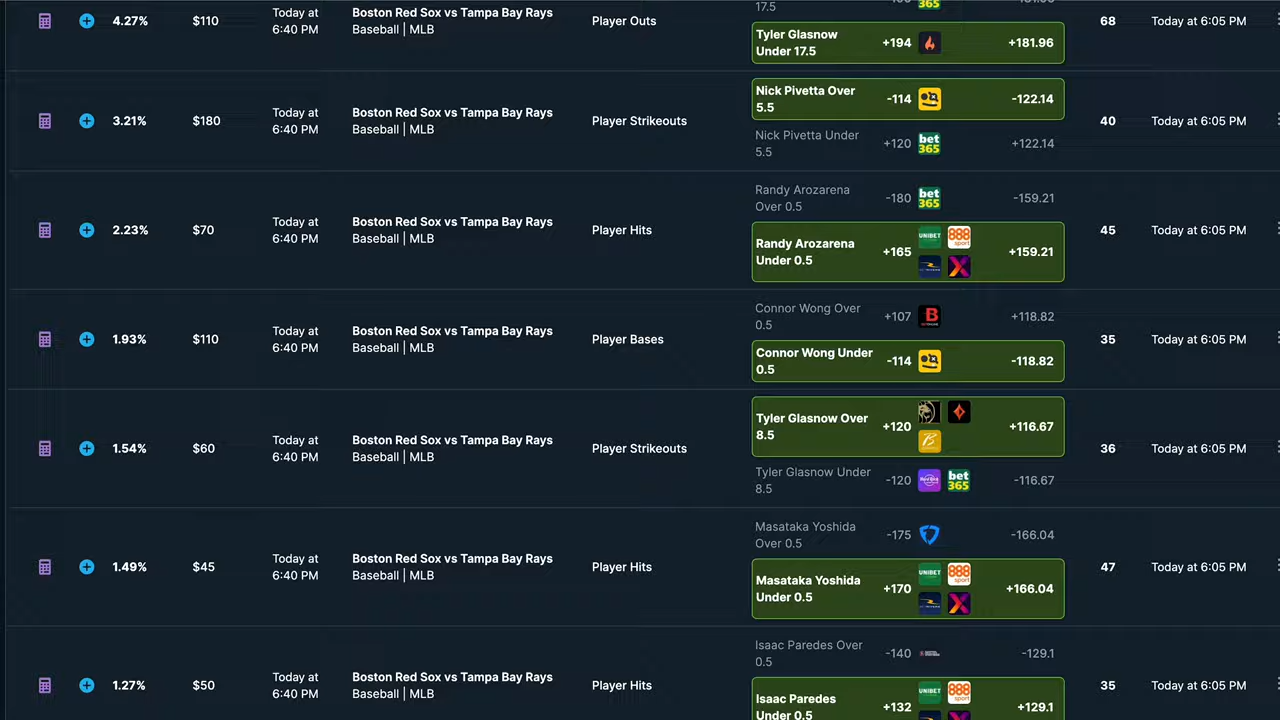 4.27%
$110
Today at
6:40 PM
Boston Red Sox vs Tampa Bay Rays
Baseball | MLB
Player Outs
17.5
365
Tyler Glasnow
Under 17.5
+194
+181.96
68
Today at 6:05 PM
3.21%
$180
Today at
6:40 PM
Boston Red Sox vs Tampa Bay Rays
Baseball | MLB
Player Strikeouts
Nick Pivetta Over
5.5
-114
-122.14
Nick Pivetta Under
5.5
+120
bet
365
+122.14
40
Today at 6:05 PM
2.23%
$70
Today at
6:40 PM
Boston Red Sox vs Tampa Bay Rays
Baseball | MLB
Player Hits
Randy Arozarena
Over 0.5
-180
bet
365
-159.21
Randy Arozarena
Under 0.5
+165
UNIBET
888
sport
+159.21
45
Today at 6:05 PM
1.93%
$110
Today at
6:40 PM
Boston Red Sox vs Tampa Bay Rays
Baseball | MLB
Player Bases
Connor Wong Over
0.5
+107
B
+118.82
Connor Wong Under
0.5
-114
-118.82
35
Today at 6:05 PM
1.54%
$60
Today at
6:40 PM
Boston Red Sox vs Tampa Bay Rays
Baseball | MLB
Player Strikeouts
Tyler Glasnow Over
8.5
+120
B
+116.67
Tyler Glasnow Under
8.5
-120
bet
365
-116.67
36
Today at 6:05 PM
1.49%
$45
Today at
6:40 PM
Boston Red Sox vs Tampa Bay Rays
Baseball | MLB
Player Hits
Masataka Yoshida
Over 0.5
-175
-166.04
Masataka Yoshida
Under 0.5
+170
UNIBET
888
sport
+166.04
47
Today at 6:05 PM
1.27%
$50
Today at
6:40 PM
Boston Red Sox vs Tampa Bay Rays
Baseball | MLB
Player Hits
Isaac Paredes Over
0.5
-140
-129.1
Isaac Paredes
Under 0.5
+132
UNIBET
888
sport
+129.1
35
Today at 6:05 PM